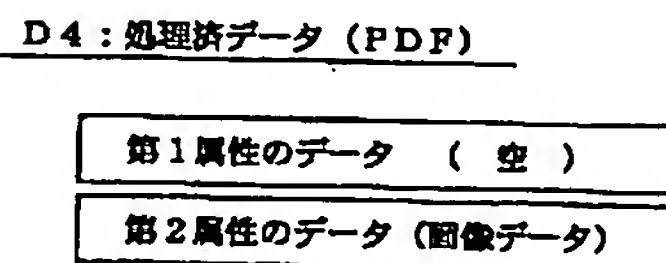 D4：処理済データ（PDF）
第1属性のデータ （ 空 ）
第2属性のデータ（画像データ）